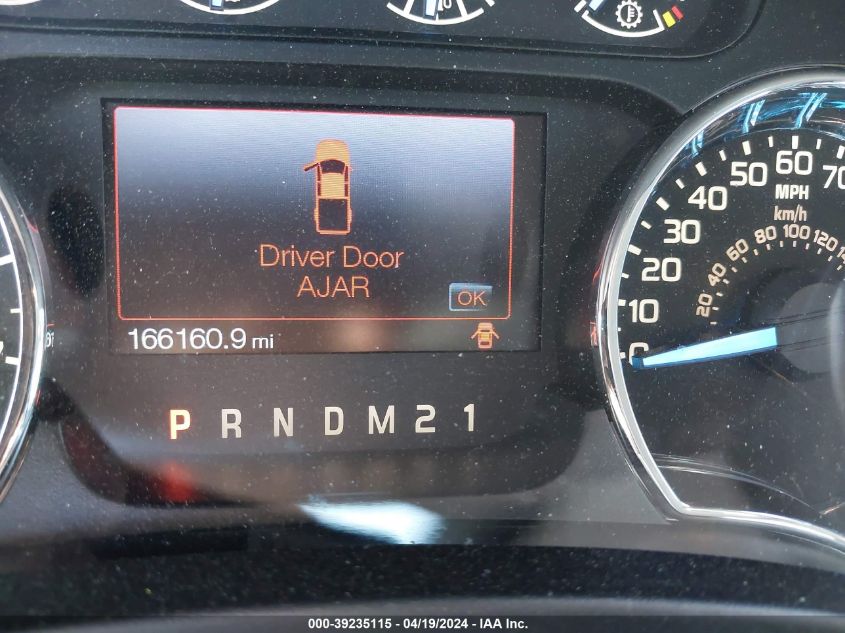 Driver Door
AJAR
OK
166160.9 mi
P R N D M 2 1
0 10 20 30 40 50 60 70
MPH
km/h
20 40 60 80 100 120
000-39235115 - 04/19/2024 - IAA Inc.